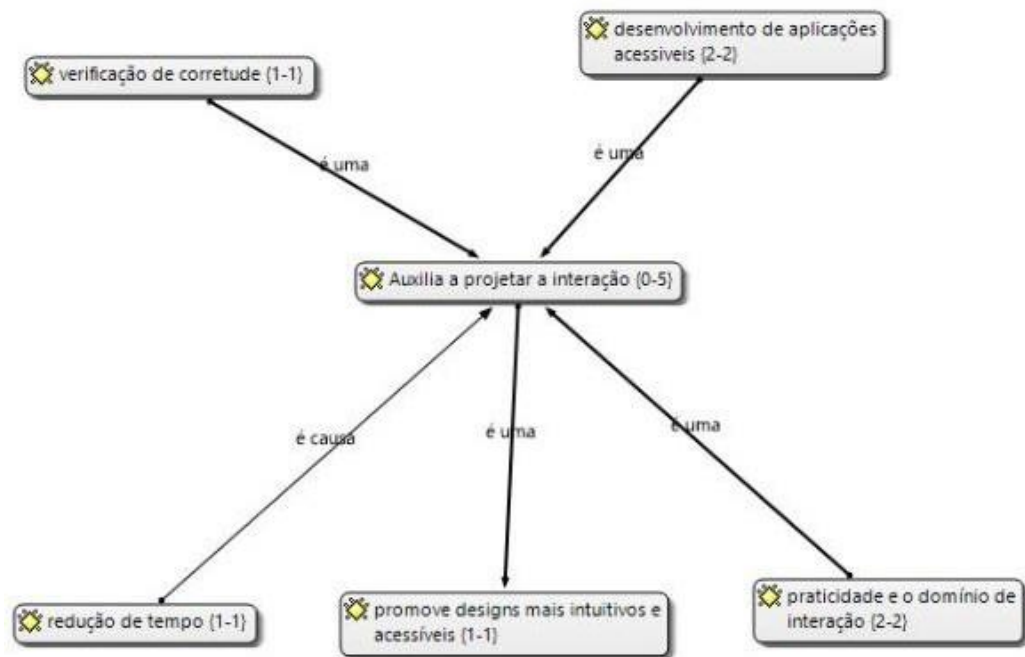 desenvolvimento de aplicações
acessiveis {2-2}
verificação de corretude {1-1}
é uma
é uma
Auxilia a projetar a interação {0-5}
é causa
é uma
é uma
redução de tempo {1-1}
promove designs mais intuitivos e
acessíveis {1-1}
praticidade e o domínio de
interação {2-2}